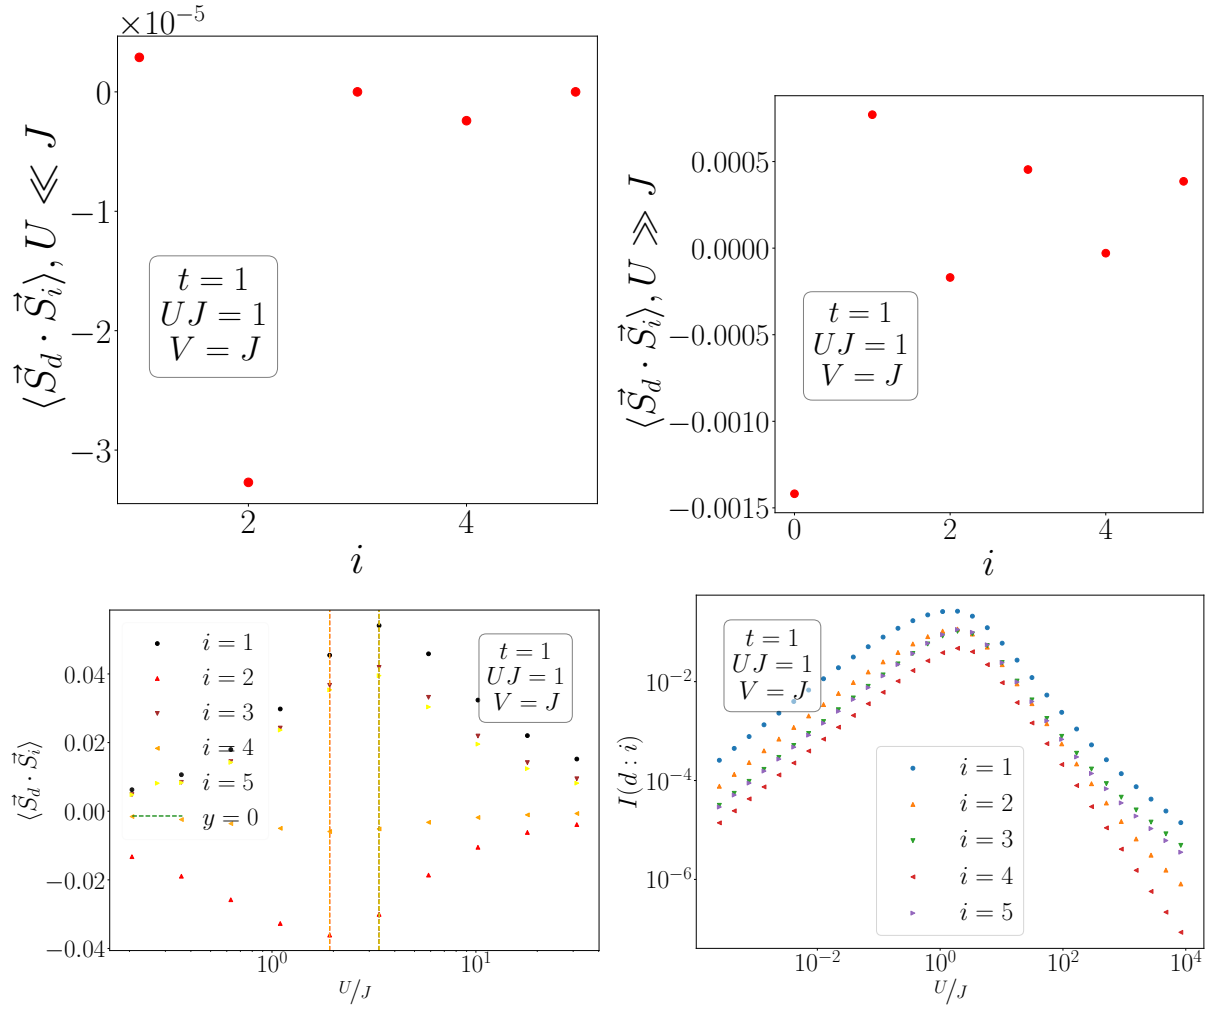 ×10⁻⁵
0
−1
−2
−3
2 4
i
⟨S⃗_d · S⃗_i⟩, U ≪ J
t = 1
UJ = 1
V = J
0.0005
0.0000
−0.0005
−0.0010
−0.0015
0 2 4
i
⟨S⃗_d · S⃗_i⟩, U ≫ J
t = 1
UJ = 1
V = J
0.04
0.02
0.00
−0.02
−0.04
10⁰ 10¹
U/J
⟨S⃗_d · S⃗_i⟩
i = 1
i = 2
i = 3
i = 4
i = 5
y = 0
t = 1
UJ = 1
V = J
10⁻²
10⁻⁴
10⁻⁶
10⁻² 10⁰ 10² 10⁴
U/J
I(d : i)
t = 1
UJ = 1
V = J
i = 1
i = 2
i = 3
i = 4
i = 5